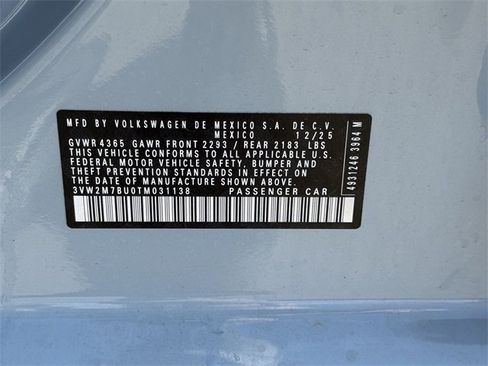 MFD BY VOLKSWAGEN DE MEXICO S.A. DE C.V.
MEXICO 12/25
GVWR 4365 GAWR FRONT 2293 / REAR 2183 LBS
THIS VEHICLE CONFORMS TO ALL APPLICABLE U.S.
FEDERAL MOTOR VEHICLE SAFETY, BUMPER AND
THEFT PREVENTION STANDARDS IN EFFECT ON THE
DATE OF MANUFACTURE SHOWN ABOVE
3VW2M7BU0TM031138 PASSENGER CAR
4931246 3964 M